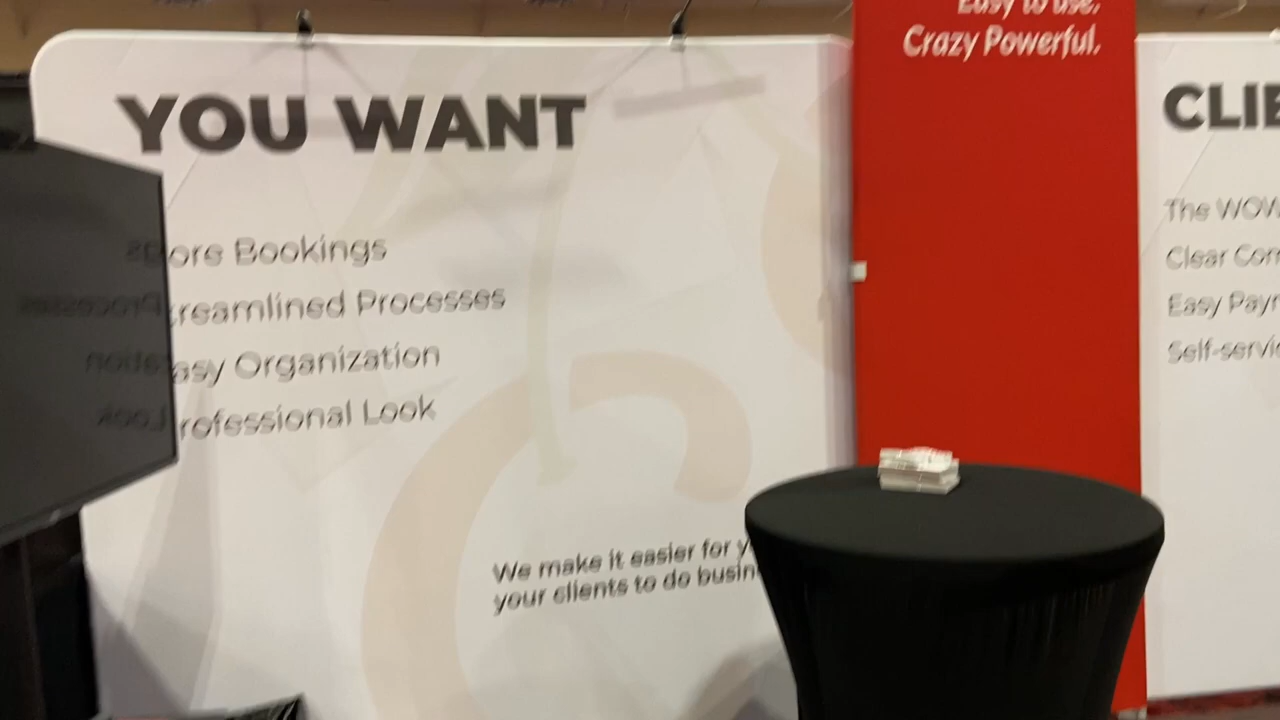 Easy to use.
Crazy Powerful.
YOU WANT
ore Bookings
reamlined Processes
asy Organization
rofessional Look
We make it easier for y
your clients to do busin
CLIE
The WOW
Clear Con
Easy Payr
Self-servic